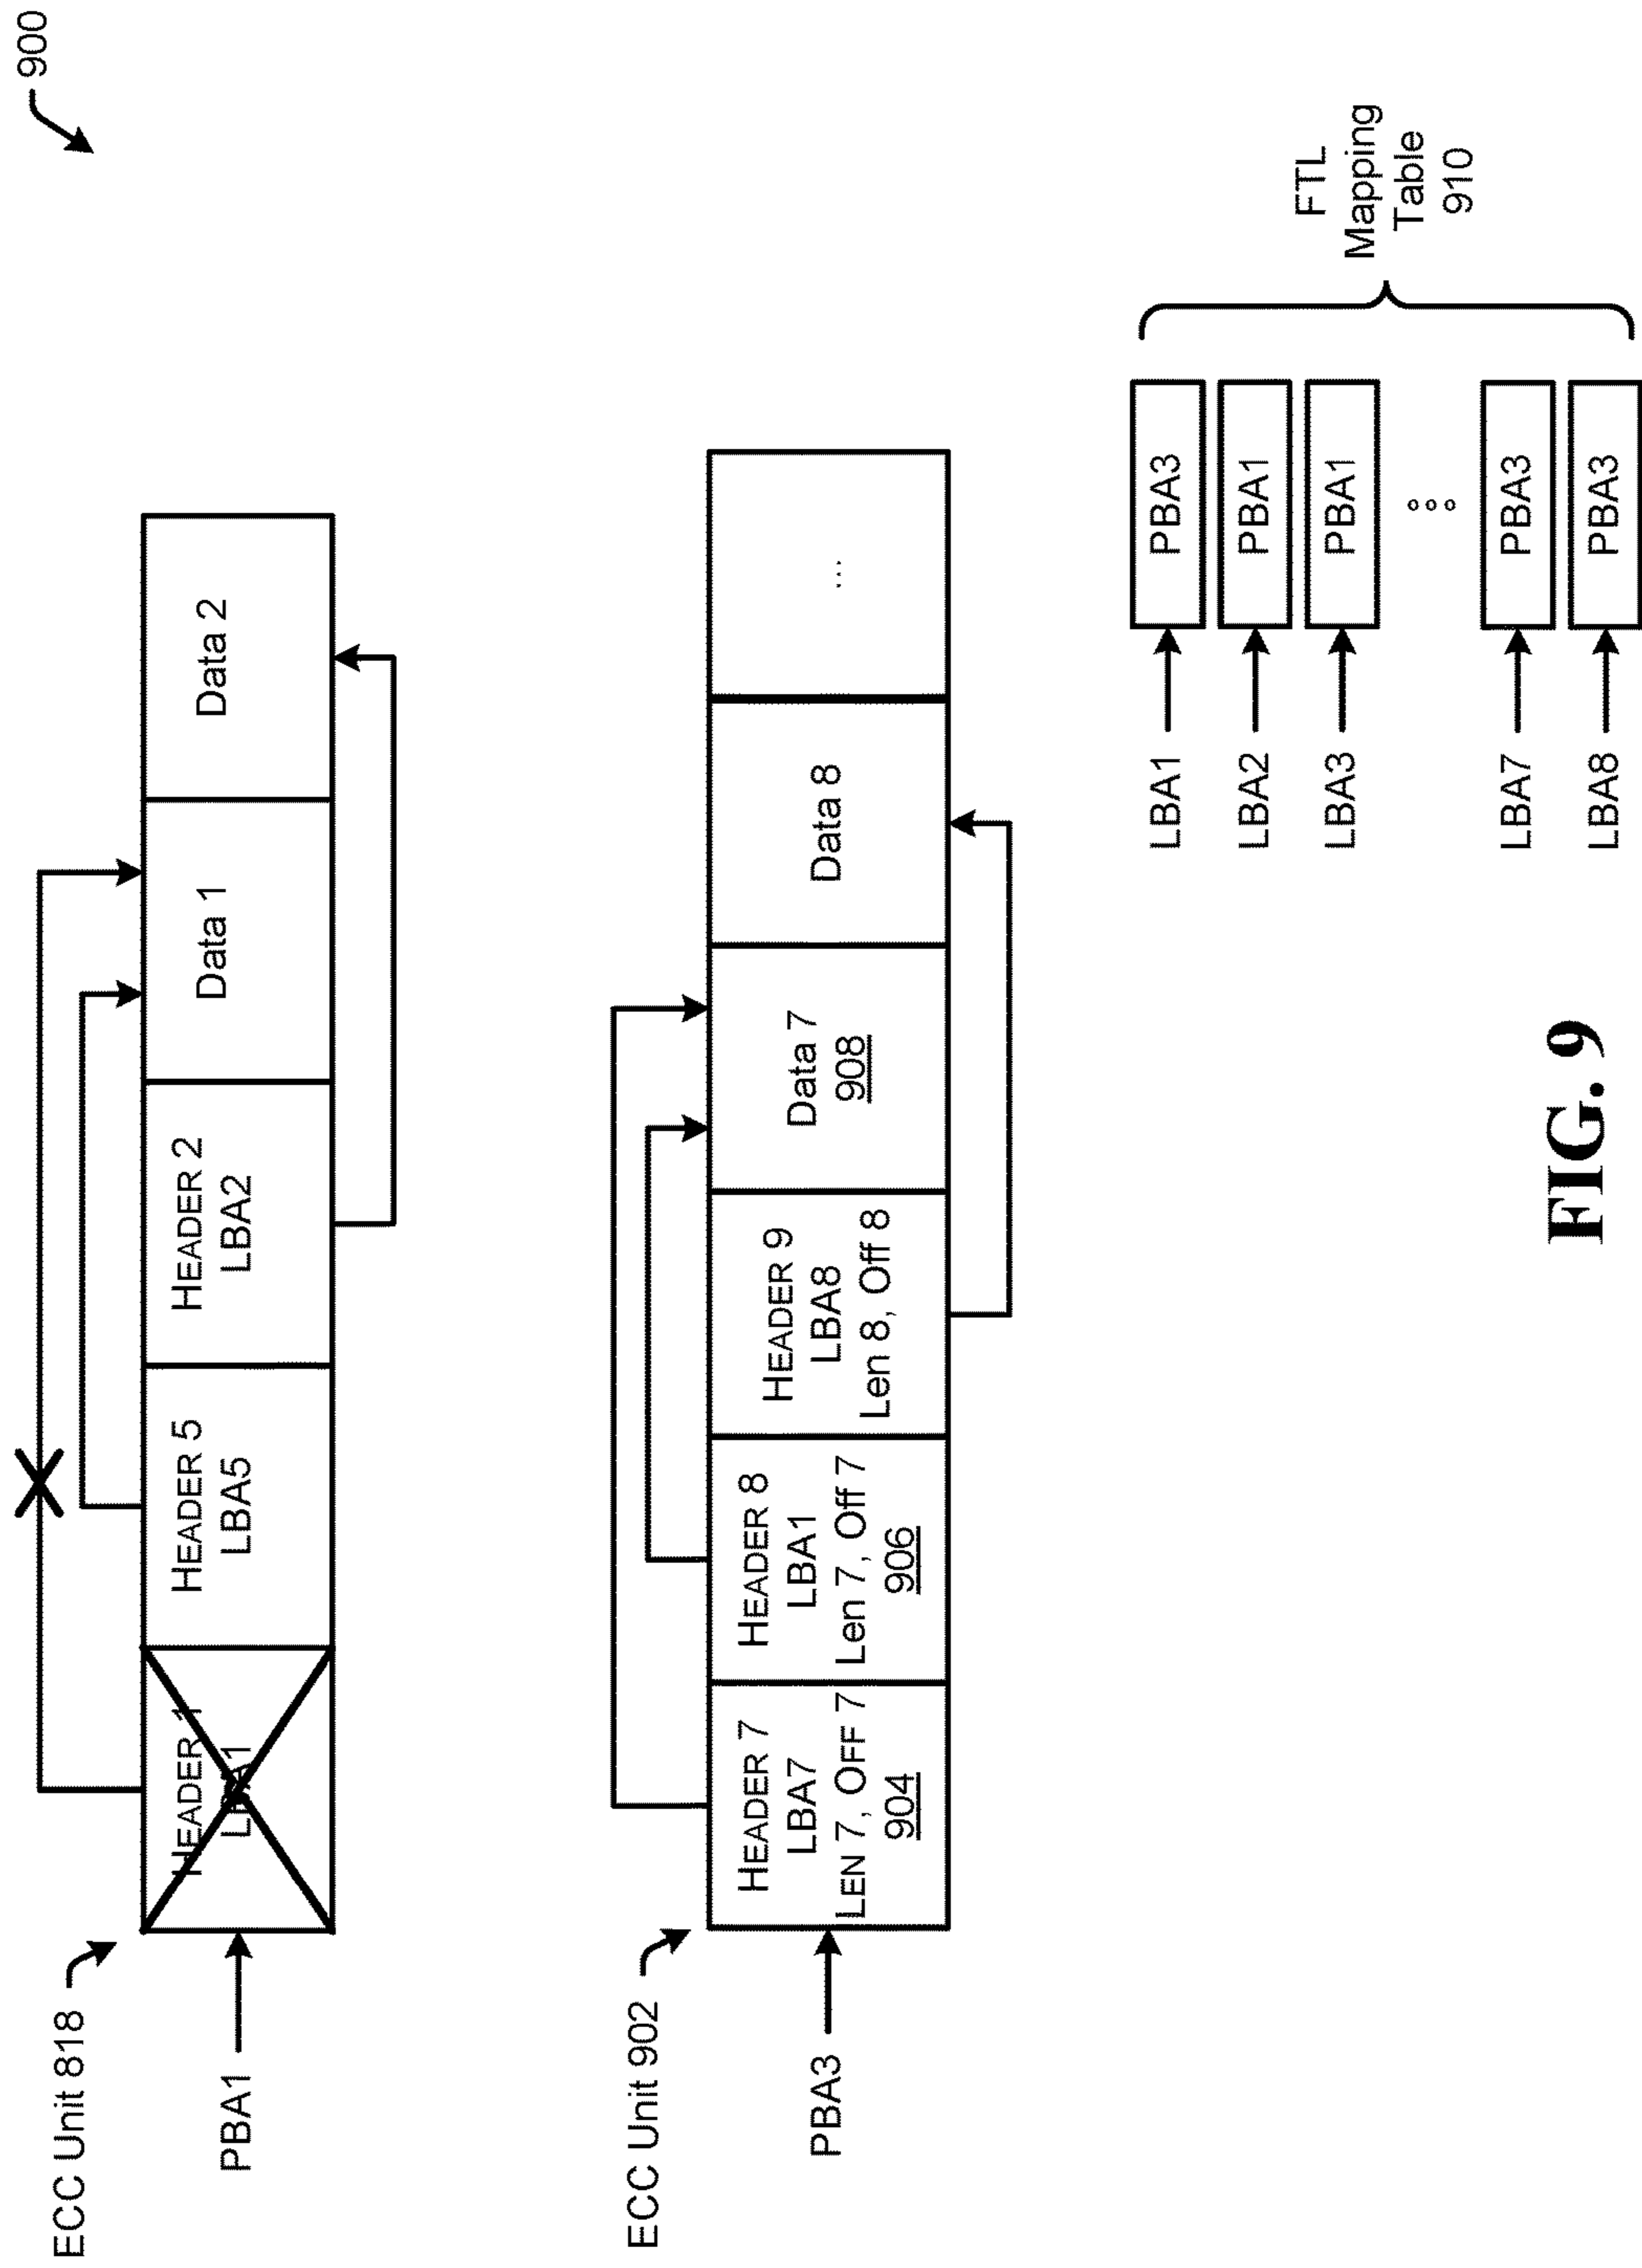 900
ECC Unit 818
PBA1
HEADER 1
LBA1
HEADER 5
LBA5
HEADER 2
LBA2
Data 1
Data 2
ECC Unit 902
PBA3
HEADER 7
LBA7
LEN 7, OFF 7
904
HEADER 8
LBA1
Len 7, Off 7
906
HEADER 9
LBA8
Len 8, Off 8
Data 7
908
Data 8
...
LBA1
PBA3
LBA2
PBA1
LBA3
PBA1
LBA7
PBA3
LBA8
PBA3
FTL
Mapping
Table
910
FIG. 9